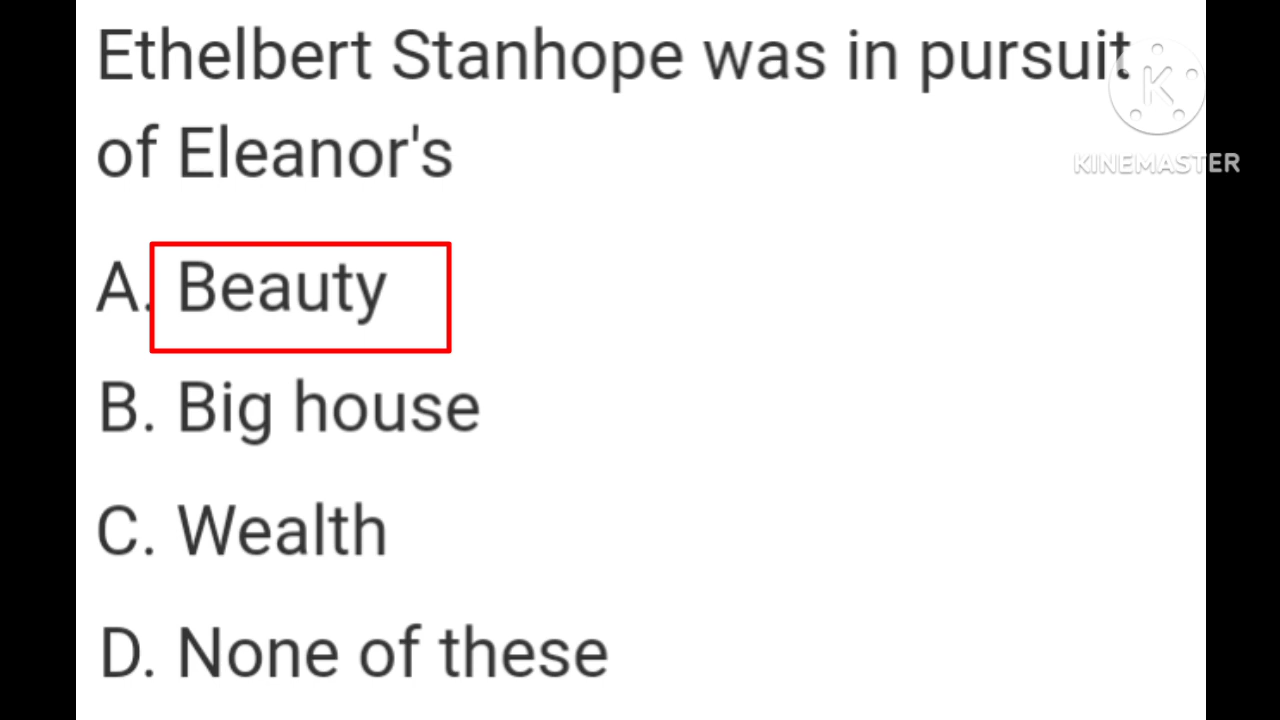 Ethelbert Stanhope was in pursuit
of Eleanor's
K
KINEMASTER
A. Beauty
B. Big house
C. Wealth
D. None of these